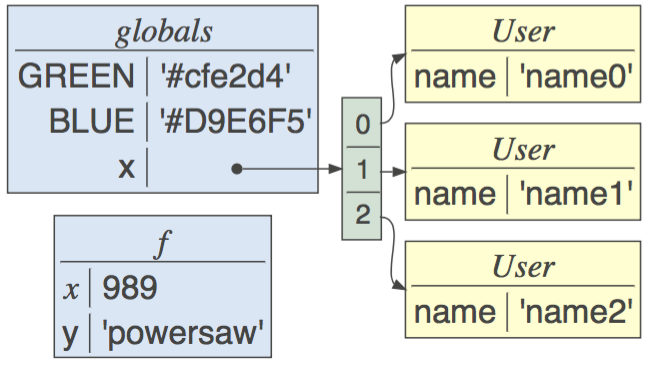 globals
GREEN '#cfe2d4'
BLUE '#D9E6F5'
x
f
x 989
y 'powersaw'
0
1
2
User
name 'name0'
User
name 'name1'
User
name 'name2'